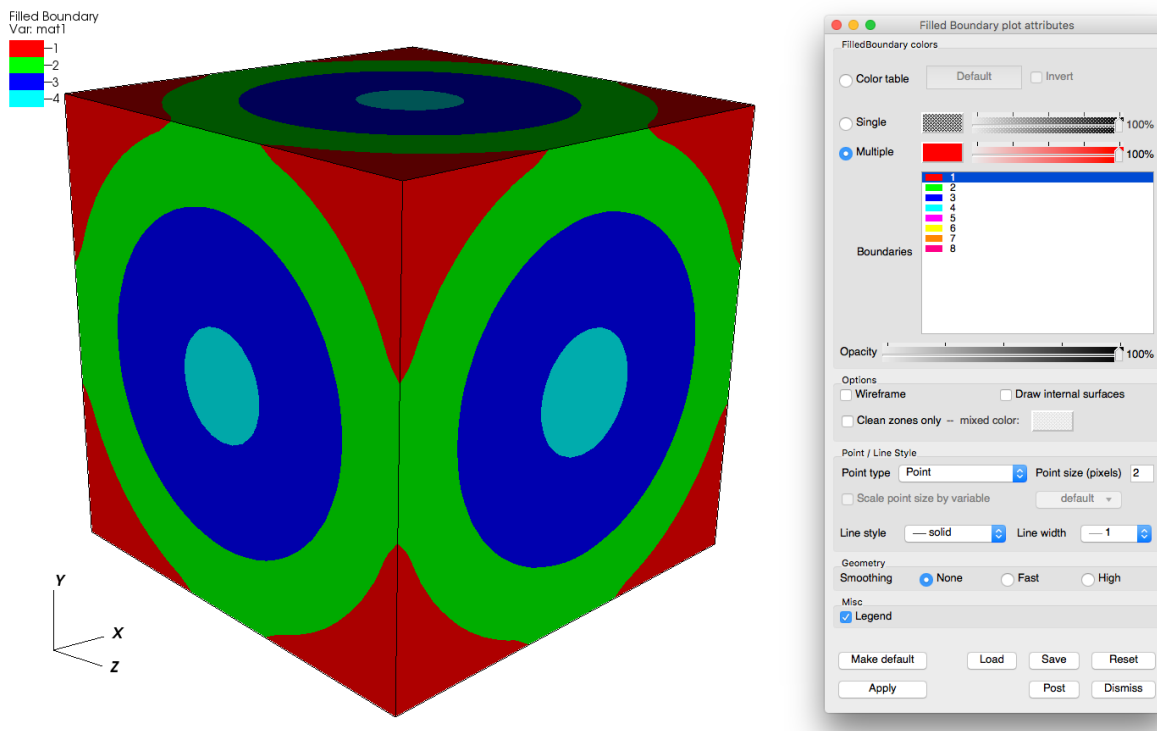 Filled Boundary
Var: mat1
1
2
3
4
Y
X
Z
Filled Boundary plot attributes
FilledBoundary colors
Color table
Default
Invert
Single
100%
Multiple
100%
Boundaries
1
2
3
4
5
6
7
8
Opacity
100%
Options
Wireframe
Draw internal surfaces
Clean zones only -- mixed color:
Point / Line Style
Point type Point Point size (pixels) 2
Scale point size by variable default
Line style solid Line width 1
Geometry
Smoothing None Fast High
Misc
Legend
Make default Load Save Reset
Apply Post Dismiss